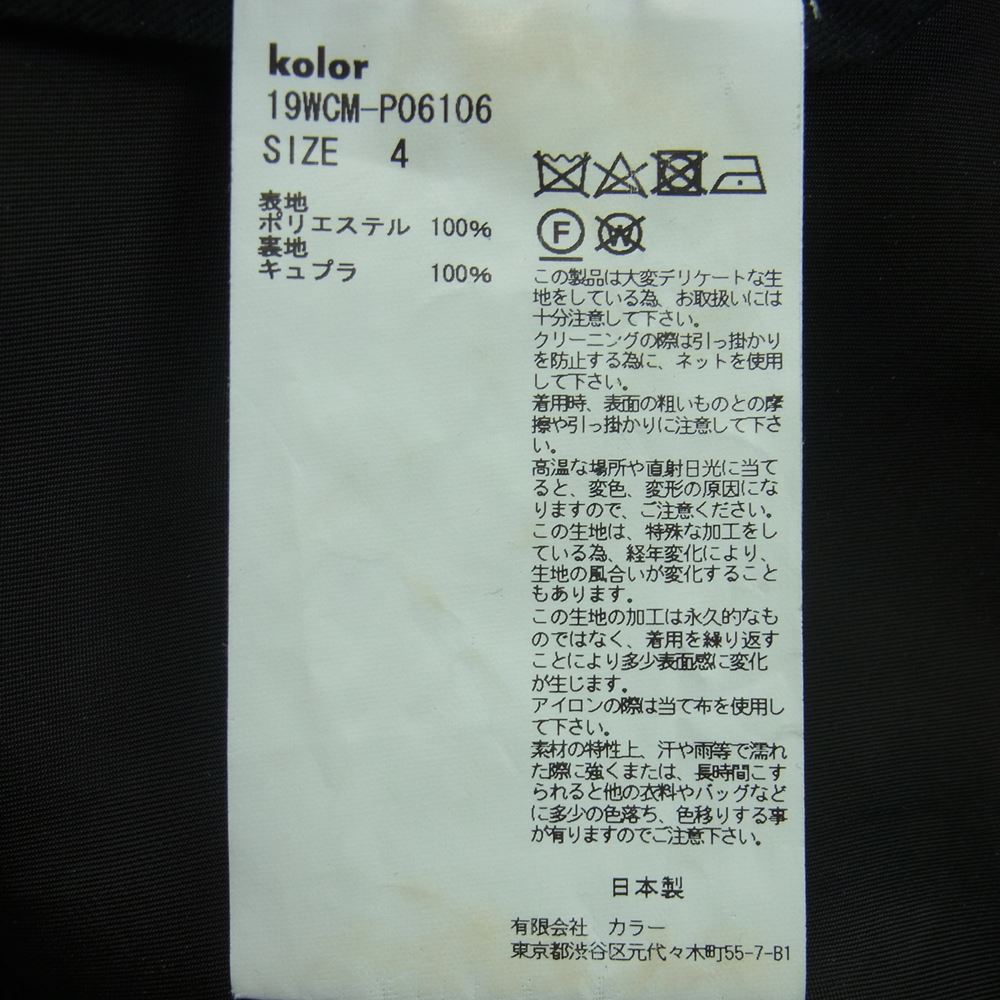 kolor
19WCM-P06106
SIZE 4
表地
ポリエステル 100%
裏地
キュプラ 100%
F W
この製品は大変デリケートな生
地をしている為、お取扱いには
十分注意して下さい。
クリーニングの際は引っ掛かり
を防止する為に、ネットを使用
して下さい。
着用時、表面の粗いものとの摩
擦や引っ掛かりに注意して下さ
い。
高温な場所や直射日光に当て
ると、変色、変形の原因にな
りますので、ご注意ください。
この生地は、特殊な加工をし
ている為、経年変化により、
生地の風合いが変化すること
もあります。
この生地の加工は永久的なも
のではなく、着用を繰り返す
ことにより多少表面感に変化
が生じます。
アイロンの際は当て布を使用し
て下さい。
素材の特性上、汗や雨等で濡れ
た際に強くまたは、長時間こす
られると他の衣料やバッグなど
に多少の色落ち、色移りする事
が有りますのでご注意下さい。
日本製
有限会社 カラー
東京都渋谷区元代々木町55-7-B1